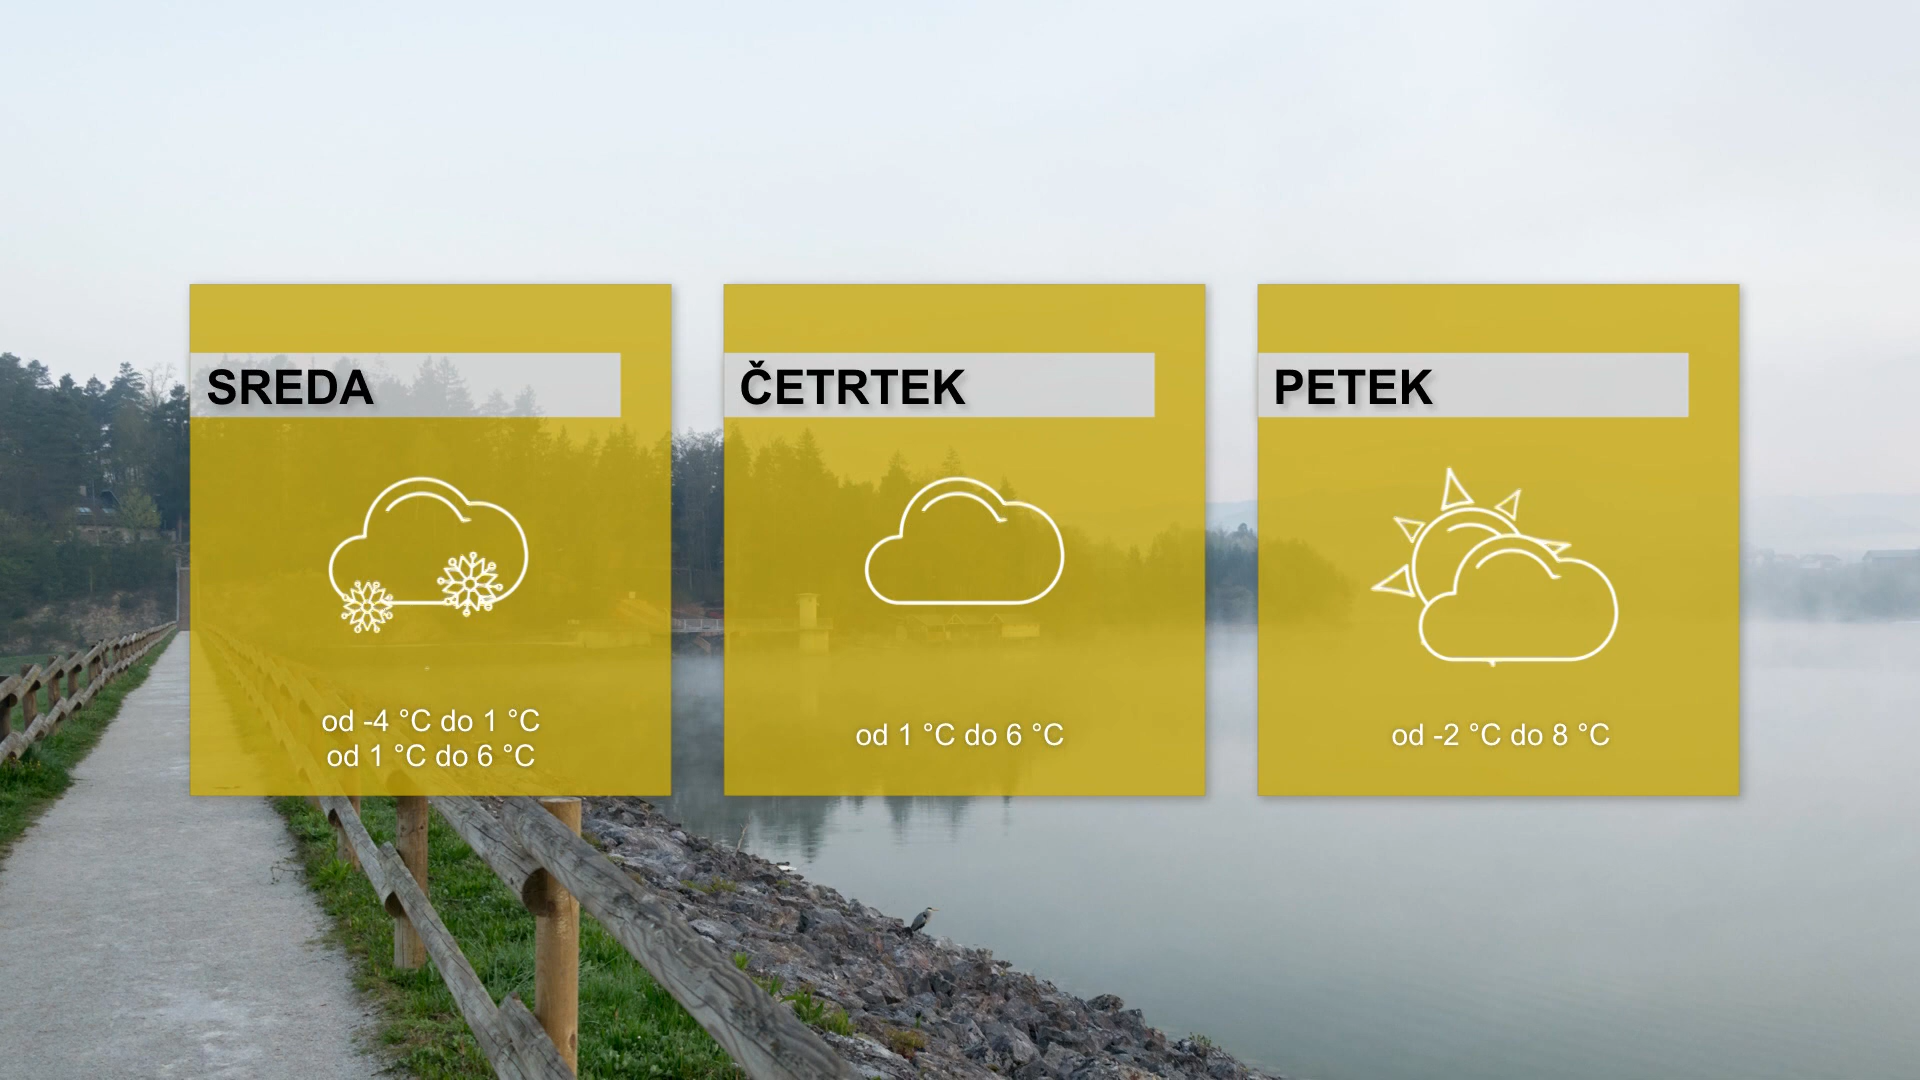 SREDA
od -4 °C do 1 °C
od 1 °C do 6 °C
ČETRTEK
od 1 °C do 6 °C
PETEK
od -2 °C do 8 °C